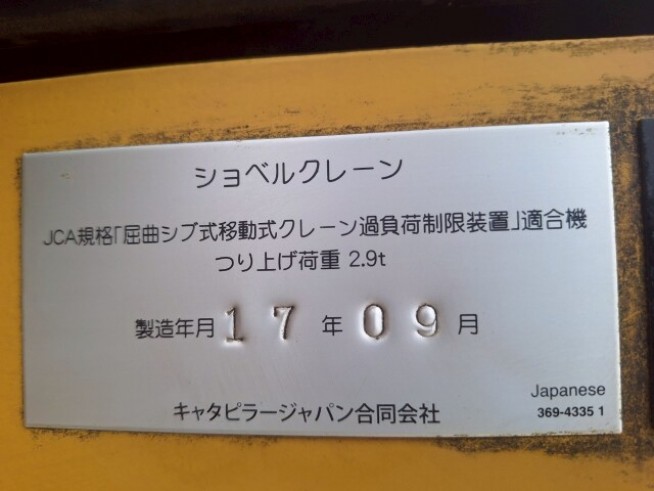 ショベルクレーン
JCA規格｢屈曲ジブ式移動式クレーン過負荷制限装置｣適合機
つり上げ荷重 2.9t
製造年月 17 年 09 月
キャタピラージャパン合同会社
Japanese
369-4335 1